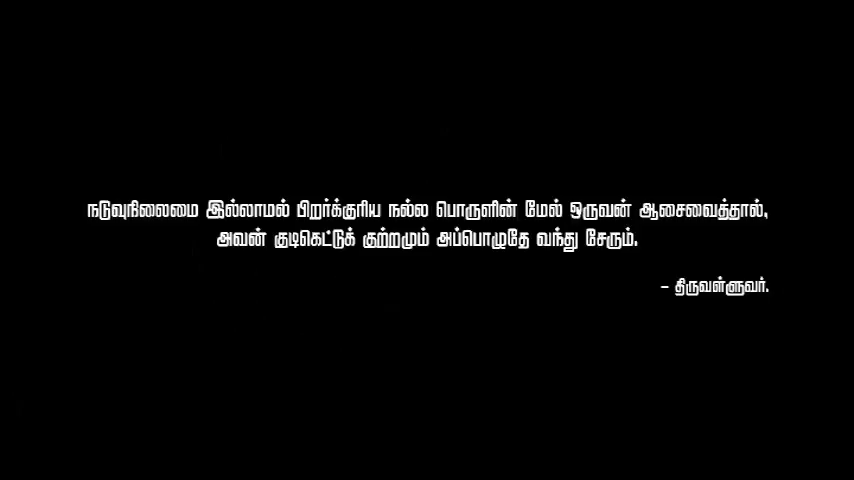 நடுவுநிலைமை இல்லாமல் பிறர்க்குரிய நல்ல பொருளின் மேல் ஒருவன் ஆசைவைத்தால்,
அவன் குடிகெட்டுக் குற்றமும் அப்பொழுதே வந்து சேரும்.
– திருவள்ளுவர்.